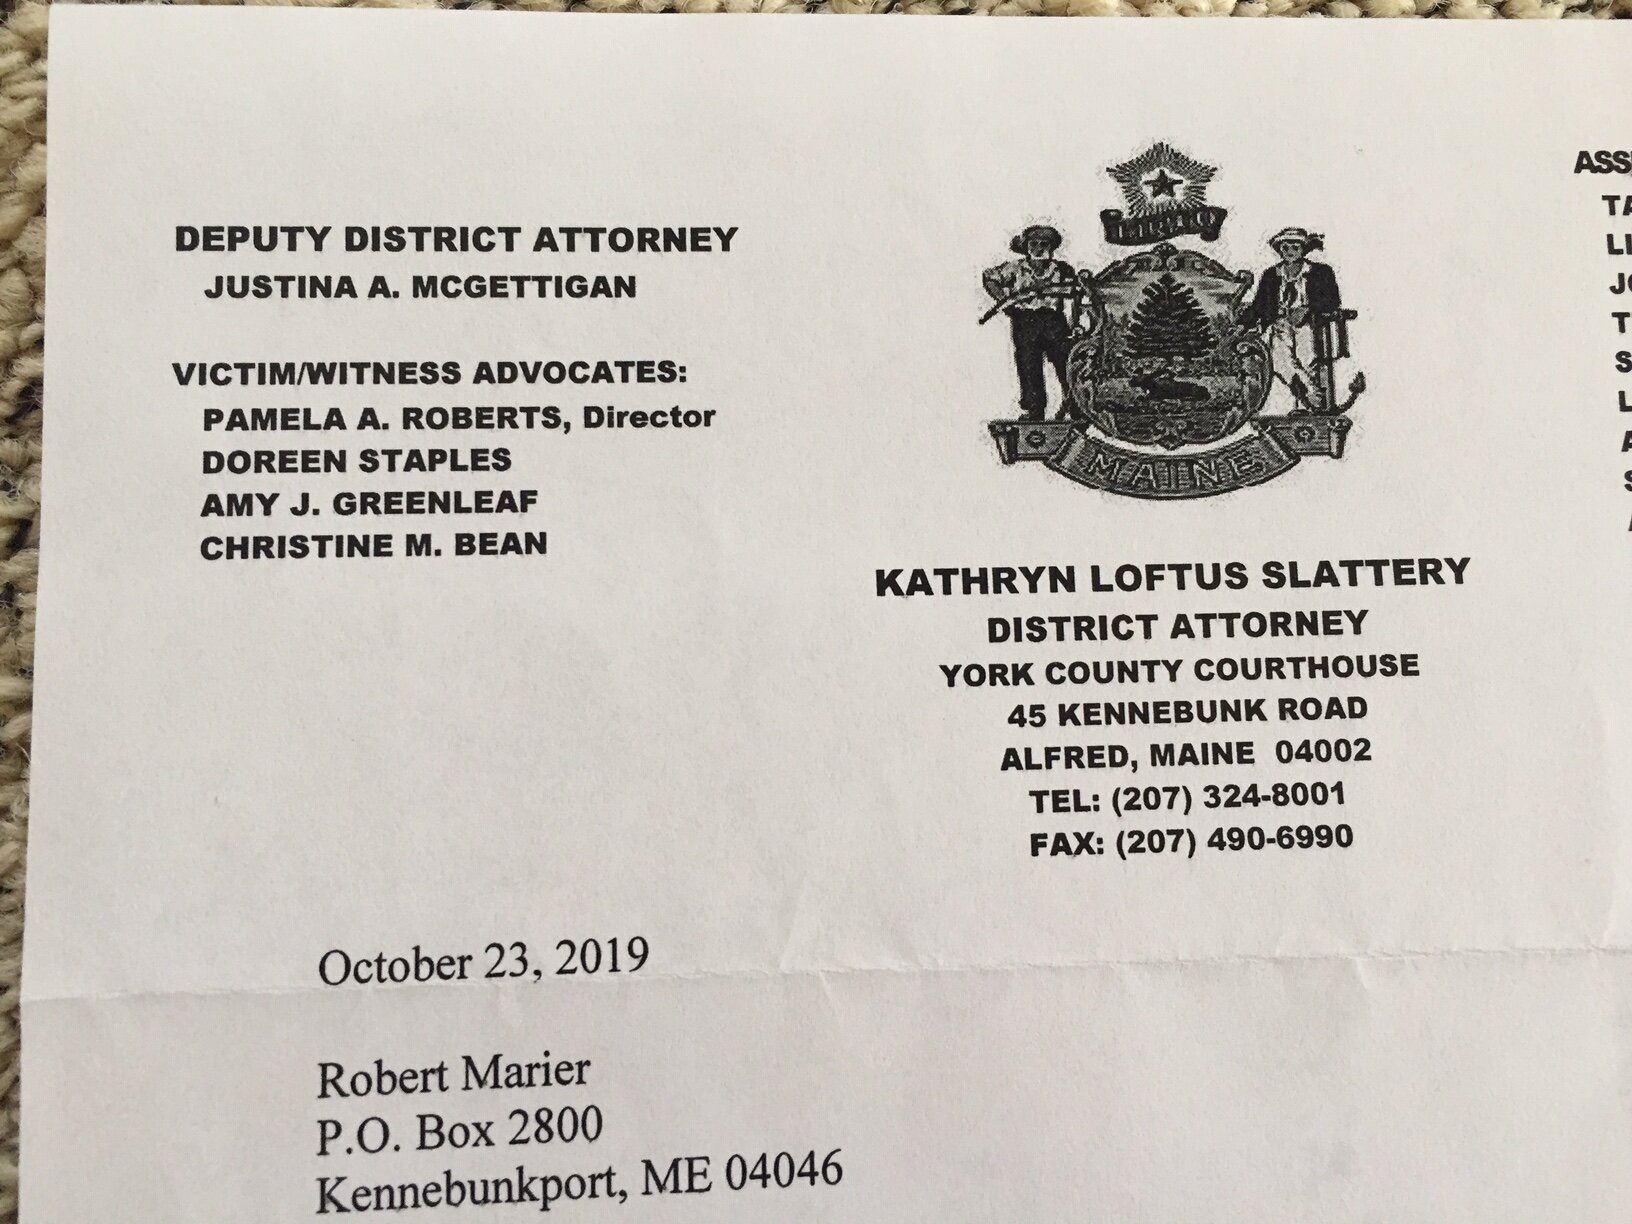 DEPUTY DISTRICT ATTORNEY
JUSTINA A. MCGETTIGAN
VICTIM/WITNESS ADVOCATES:
PAMELA A. ROBERTS, Director
DOREEN STAPLES
AMY J. GREENLEAF
CHRISTINE M. BEAN
MAINE
KATHRYN LOFTUS SLATTERY
DISTRICT ATTORNEY
YORK COUNTY COURTHOUSE
45 KENNEBUNK ROAD
ALFRED, MAINE 04002
TEL: (207) 324-8001
FAX: (207) 490-6990
October 23, 2019
Robert Marier
P.O. Box 2800
Kennebunkport, ME 04046